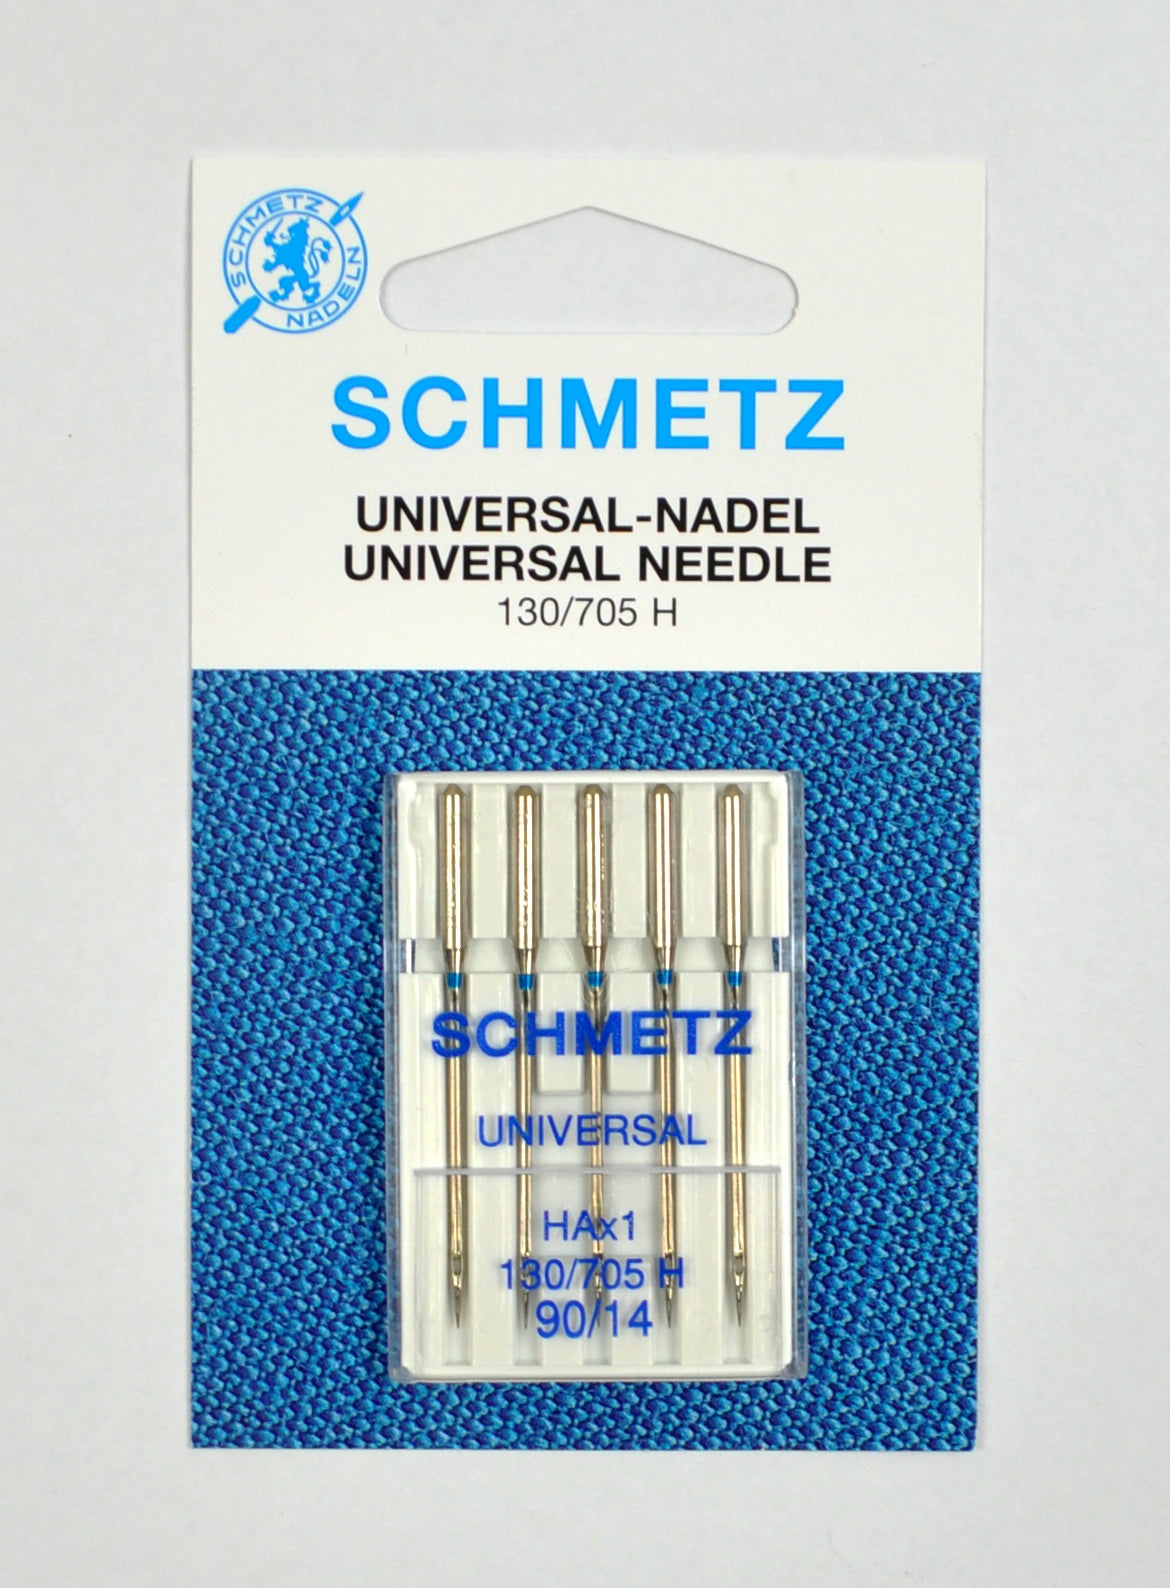 SCHMETZ
NADELN
SCHMETZ
UNIVERSAL-NADEL
UNIVERSAL NEEDLE
130/705 H
SCHMETZ
UNIVERSAL
HAx1
130/705 H
90/14